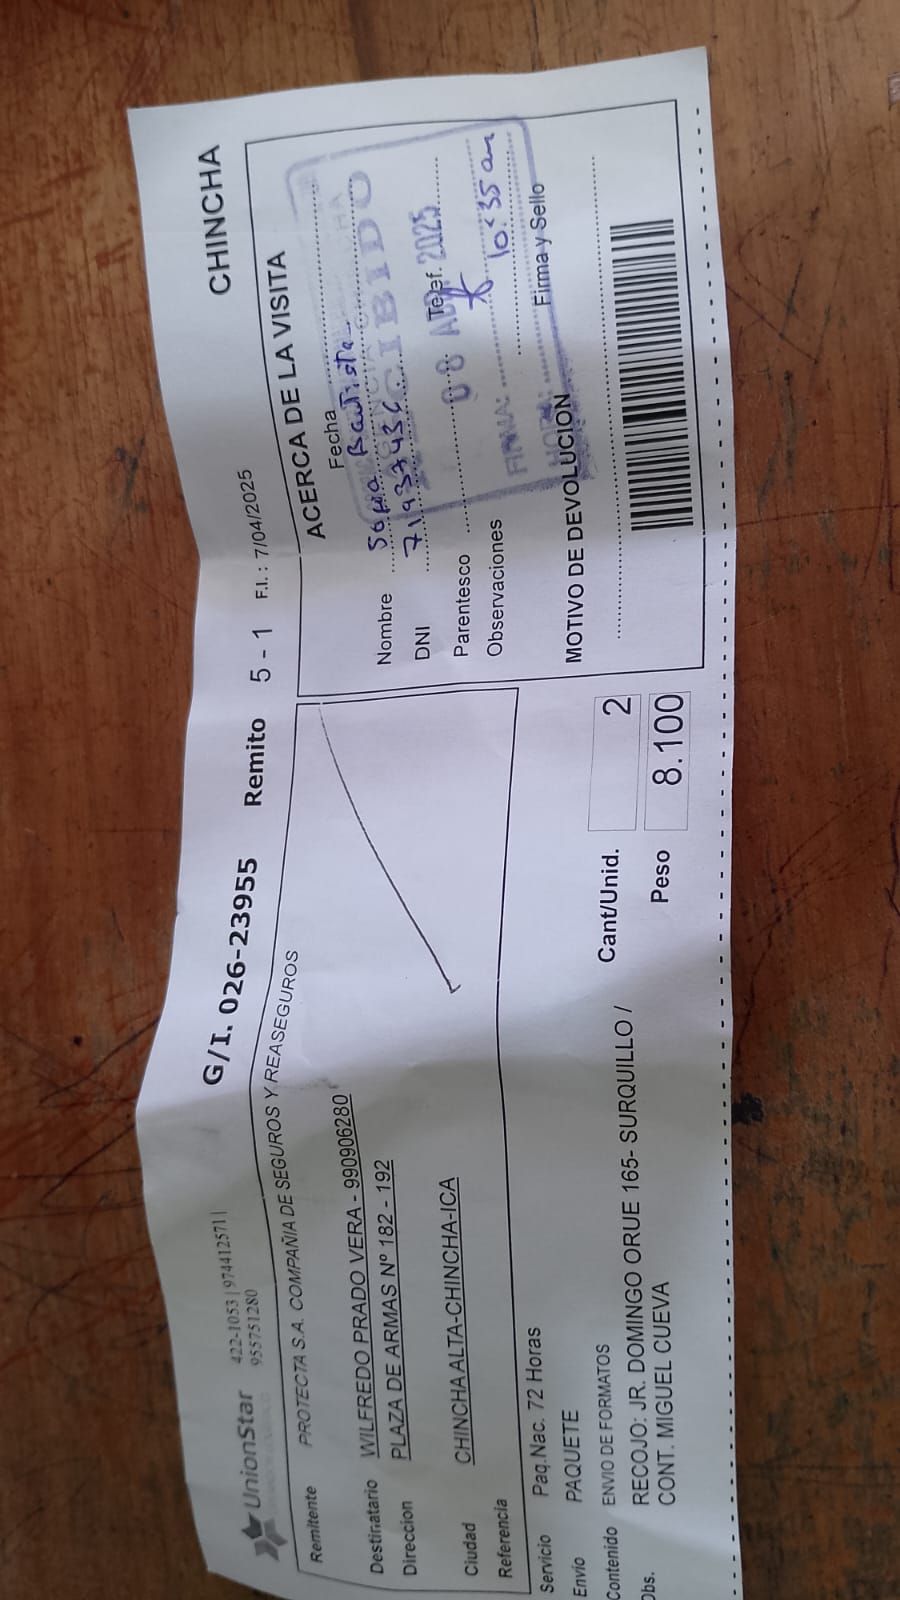 UnionStar
422-1053 | 974412571 |
955751280
G/I. 026-23955
CHINCHA
Remito 5 - 1 F.I. : 7/04/2025
Remitente PROTECTA S.A. COMPAÑIA DE SEGUROS Y REASEGUROS
Destinatario WILFREDO PRADO VERA - 990906280
Direccion PLAZA DE ARMAS Nº 182 - 192
Ciudad CHINCHA ALTA-CHINCHA-ICA
Referencia
Servicio Paq.Nac. 72 Horas
Envío PAQUETE
Contenido ENVIO DE FORMATOS
Obs. RECOJO: JR. DOMINGO ORUE 165- SURQUILLO /
CONT. MIGUEL CUEVA
Cant/Unid. 2
Peso 8.100
ACERCA DE LA VISITA
Fecha
Nombre Bautista
DNI
Parentesco Telef.
Observaciones
RECIBIDO
08 ABR. 2025
FIRMA:
HORA:
10:35 am
Firma y Sello
MOTIVO DE DEVOLUCION